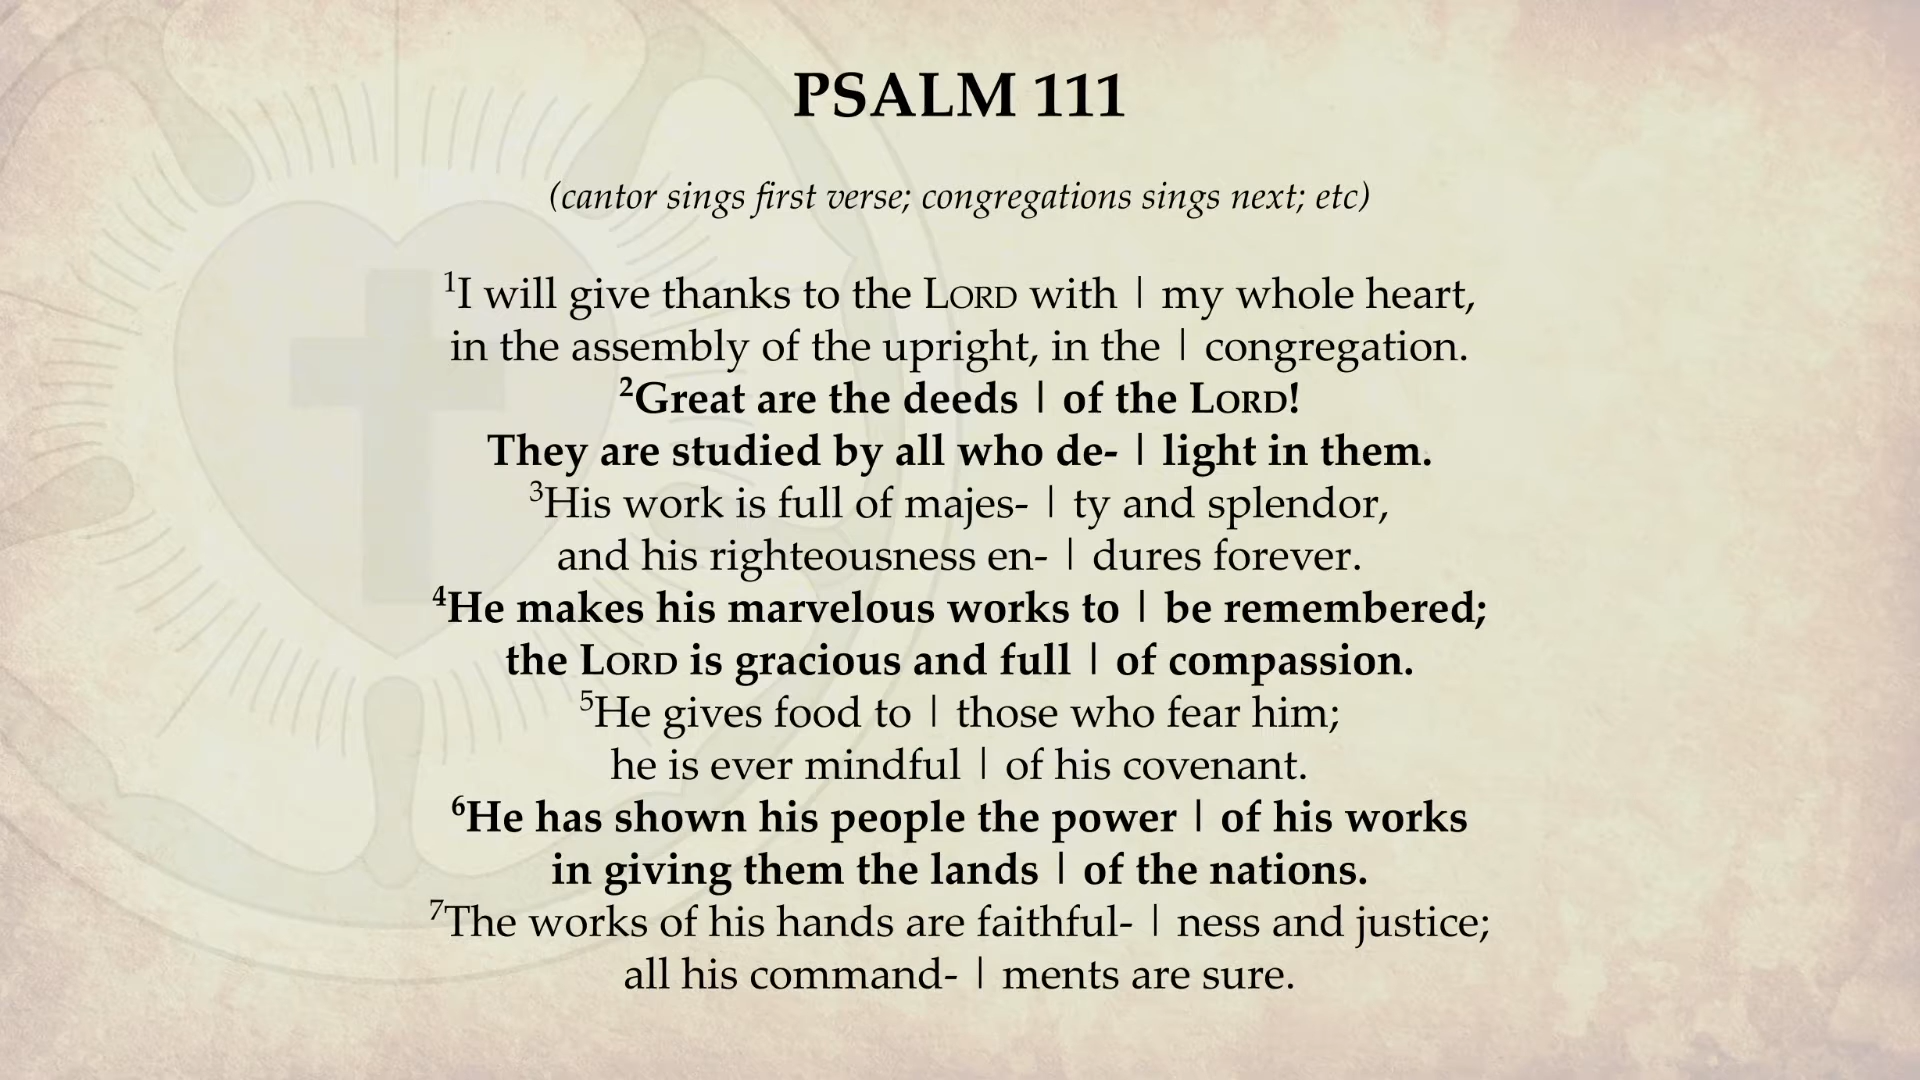 PSALM 111
(cantor sings first verse; congregations sings next; etc)
¹I will give thanks to the LORD with | my whole heart,
in the assembly of the upright, in the | congregation.
²Great are the deeds | of the LORD!
They are studied by all who de- | light in them.
³His work is full of majes- | ty and splendor,
and his righteousness en- | dures forever.
⁴He makes his marvelous works to | be remembered;
the LORD is gracious and full | of compassion.
⁵He gives food to | those who fear him;
he is ever mindful | of his covenant.
⁶He has shown his people the power | of his works
in giving them the lands | of the nations.
⁷The works of his hands are faithful- | ness and justice;
all his command- | ments are sure.